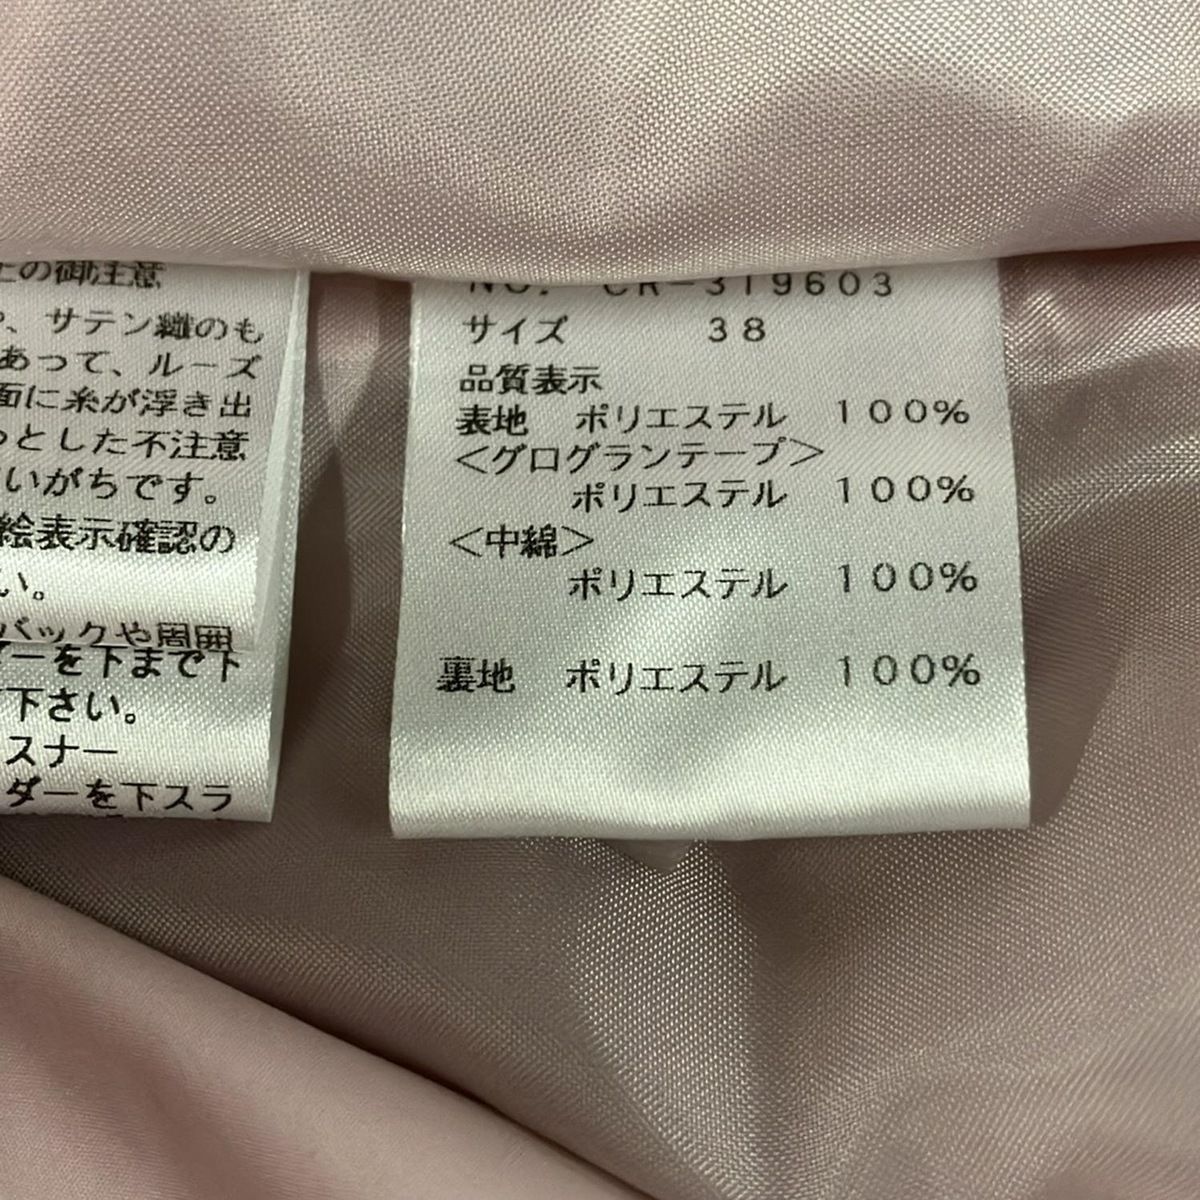 上の御注意
、サテン織のも
あって、ルーズ
面に糸が浮き出
っとした不注意
いがちです。
絵表示確認の
い。
バックや周囲
ダーを下まで下
下さい。
スナー
ダーを下スラ
NO. CR-319603
サイズ 38
品質表示
表地 ポリエステル 100%
<グログランテープ>
ポリエステル 100%
<中綿>
ポリエステル 100%
裏地 ポリエステル 100%